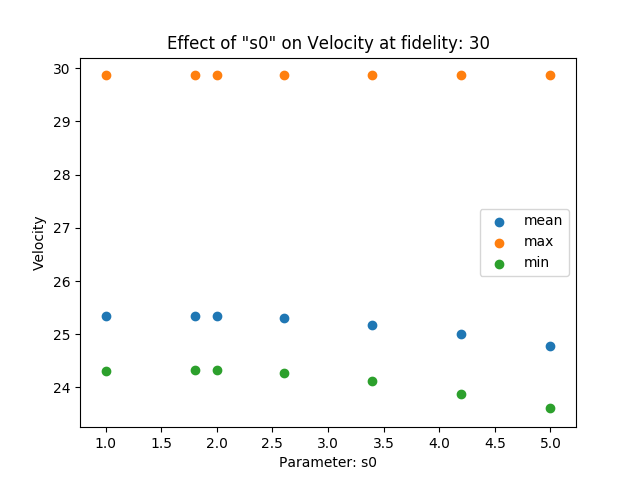 Effect of "s0" on Velocity at fidelity: 30
30
29
28
27
26
25
24
Velocity
mean
max
min
1.0 1.5 2.0 2.5 3.0 3.5 4.0 4.5 5.0
Parameter: s0